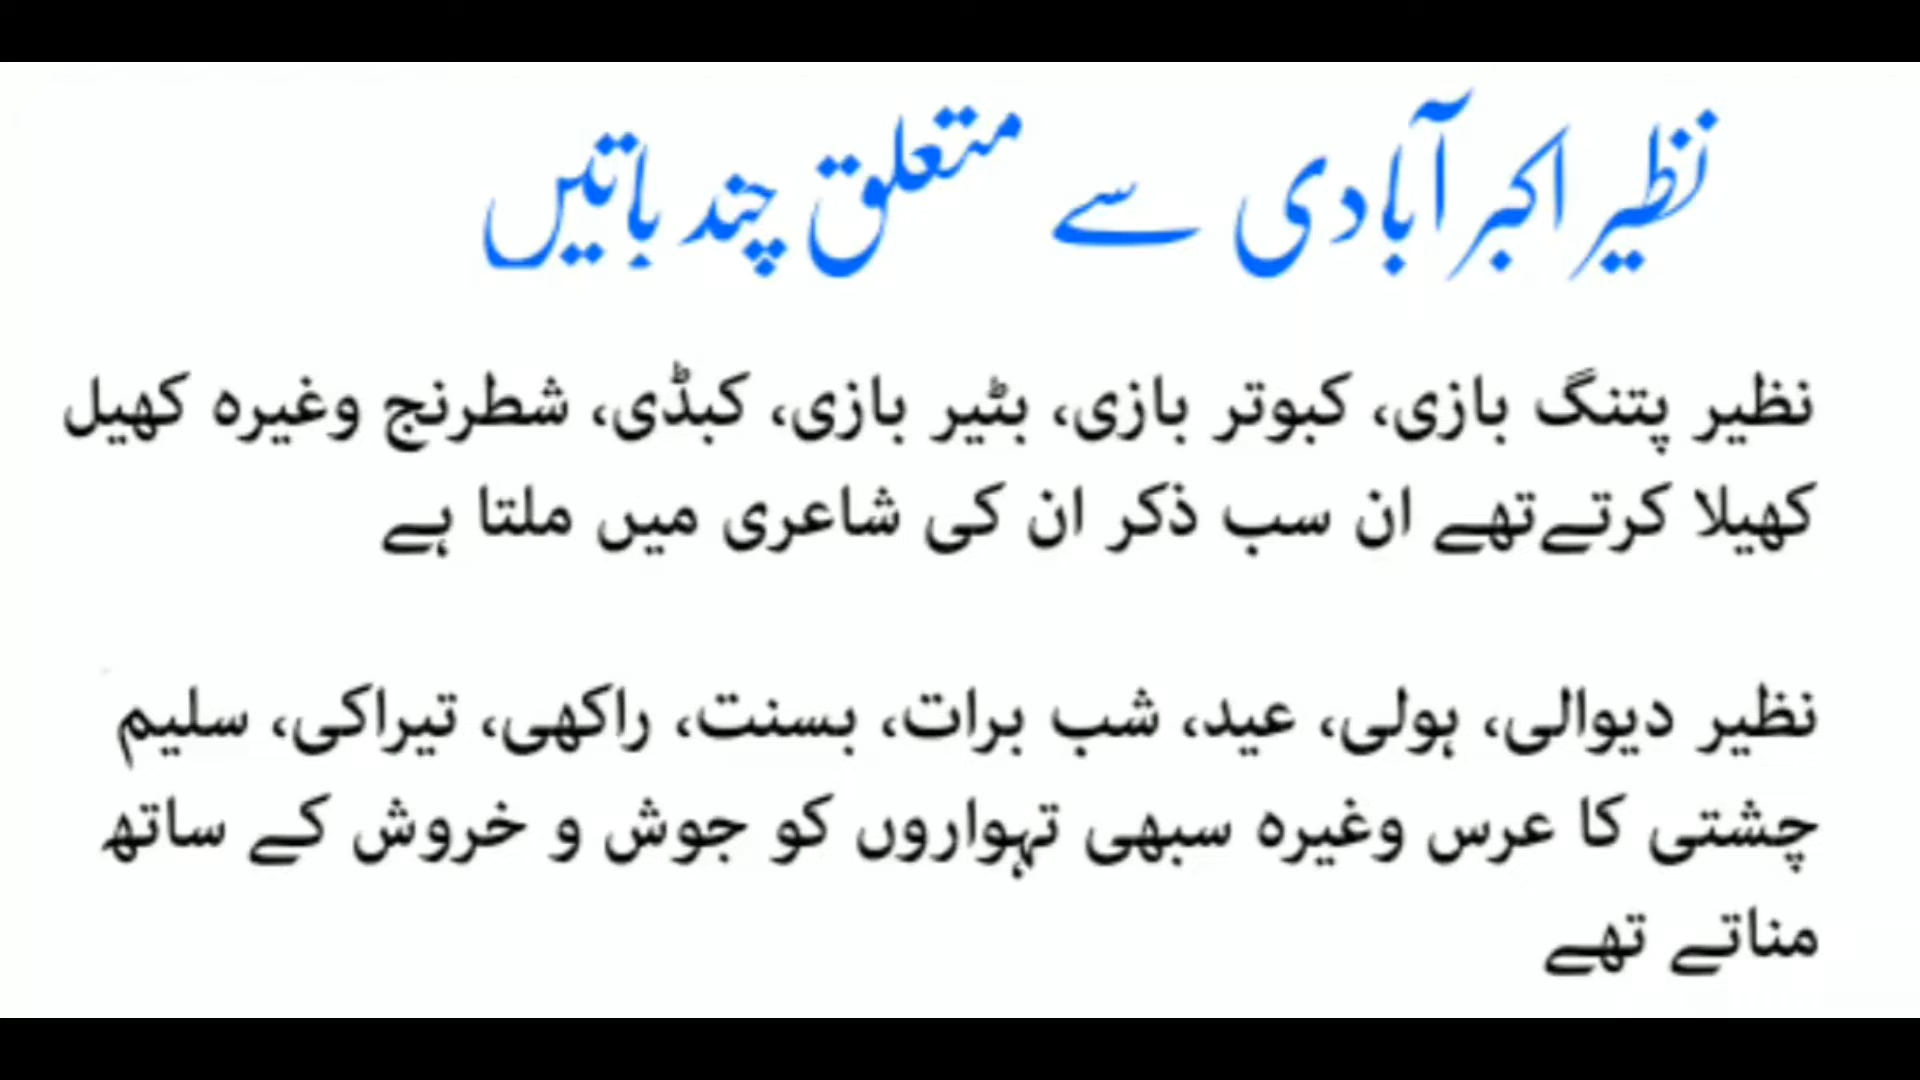 نظیر اکبر آبادی سے متعلق چند باتیں
نظیر پتنگ بازی، کبوتر بازی، بٹیر بازی، کبڈی، شطرنج وغیرہ کھیل
کھیلا کرتےتھے ان سب ذکر ان کی شاعری میں ملتا ہے
نظیر دیوالی، ہولی، عید، شب برات، بسنت، راکھی، تیراکی، سلیم
چشتی کا عرس وغیرہ سبھی تہواروں کو جوش و خروش کے ساتھ
مناتے تھے